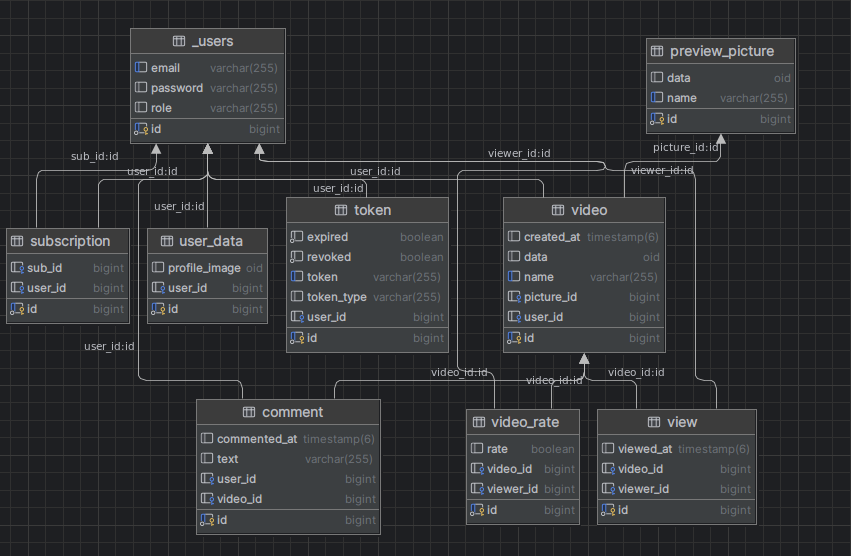 _users
email varchar(255)
password varchar(255)
role varchar(255)
id bigint
preview_picture
data oid
name varchar(255)
id bigint
sub_id:id
user_id:id
user_id:id
user_id:id
user_id:id
viewer_id:id
picture_id:id
viewer_id:id
subscription
sub_id bigint
user_id bigint
id bigint
user_data
profile_image oid
user_id bigint
id bigint
token
expired boolean
revoked boolean
token varchar(255)
token_type varchar(255)
user_id bigint
id bigint
video
created_at timestamp(6)
data oid
name varchar(255)
picture_id bigint
user_id bigint
id bigint
user_id:id
video_id:id
video_id:id
video_id:id
comment
commented_at timestamp(6)
text varchar(255)
user_id bigint
video_id bigint
id bigint
video_rate
rate boolean
video_id bigint
viewer_id bigint
id bigint
view
viewed_at timestamp(6)
video_id bigint
viewer_id bigint
id bigint